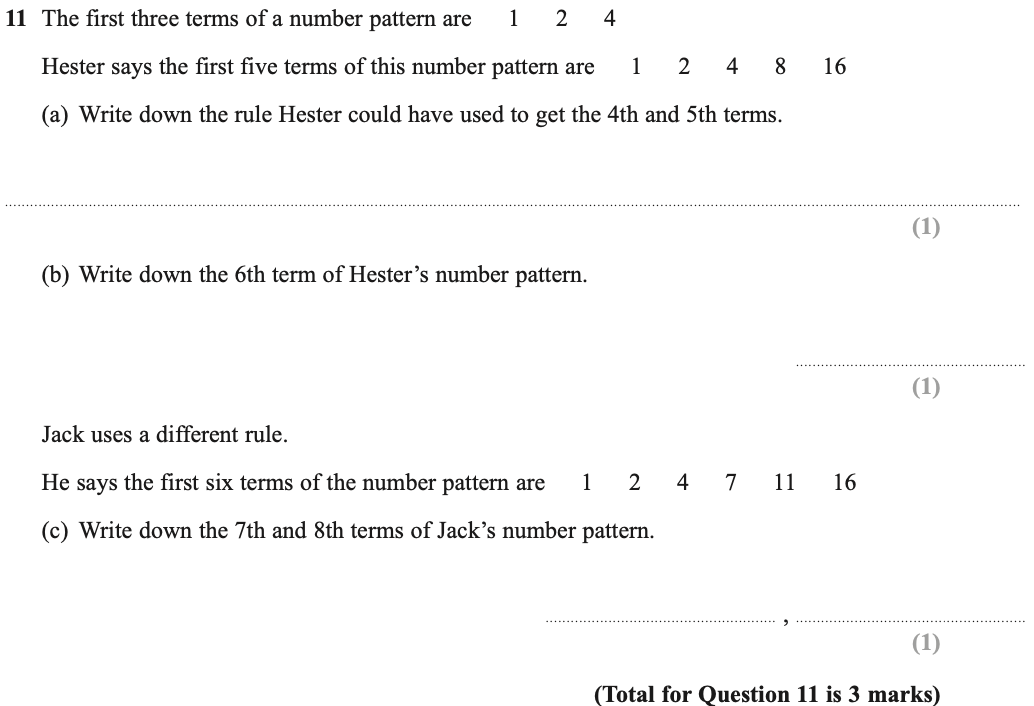 11 The first three terms of a number pattern are 1 2 4
Hester says the first five terms of this number pattern are 1 2 4 8 16
(a) Write down the rule Hester could have used to get the 4th and 5th terms.
(1)
(b) Write down the 6th term of Hester’s number pattern.
(1)
Jack uses a different rule.
He says the first six terms of the number pattern are 1 2 4 7 11 16
(c) Write down the 7th and 8th terms of Jack’s number pattern.
,
(1)
(Total for Question 11 is 3 marks)